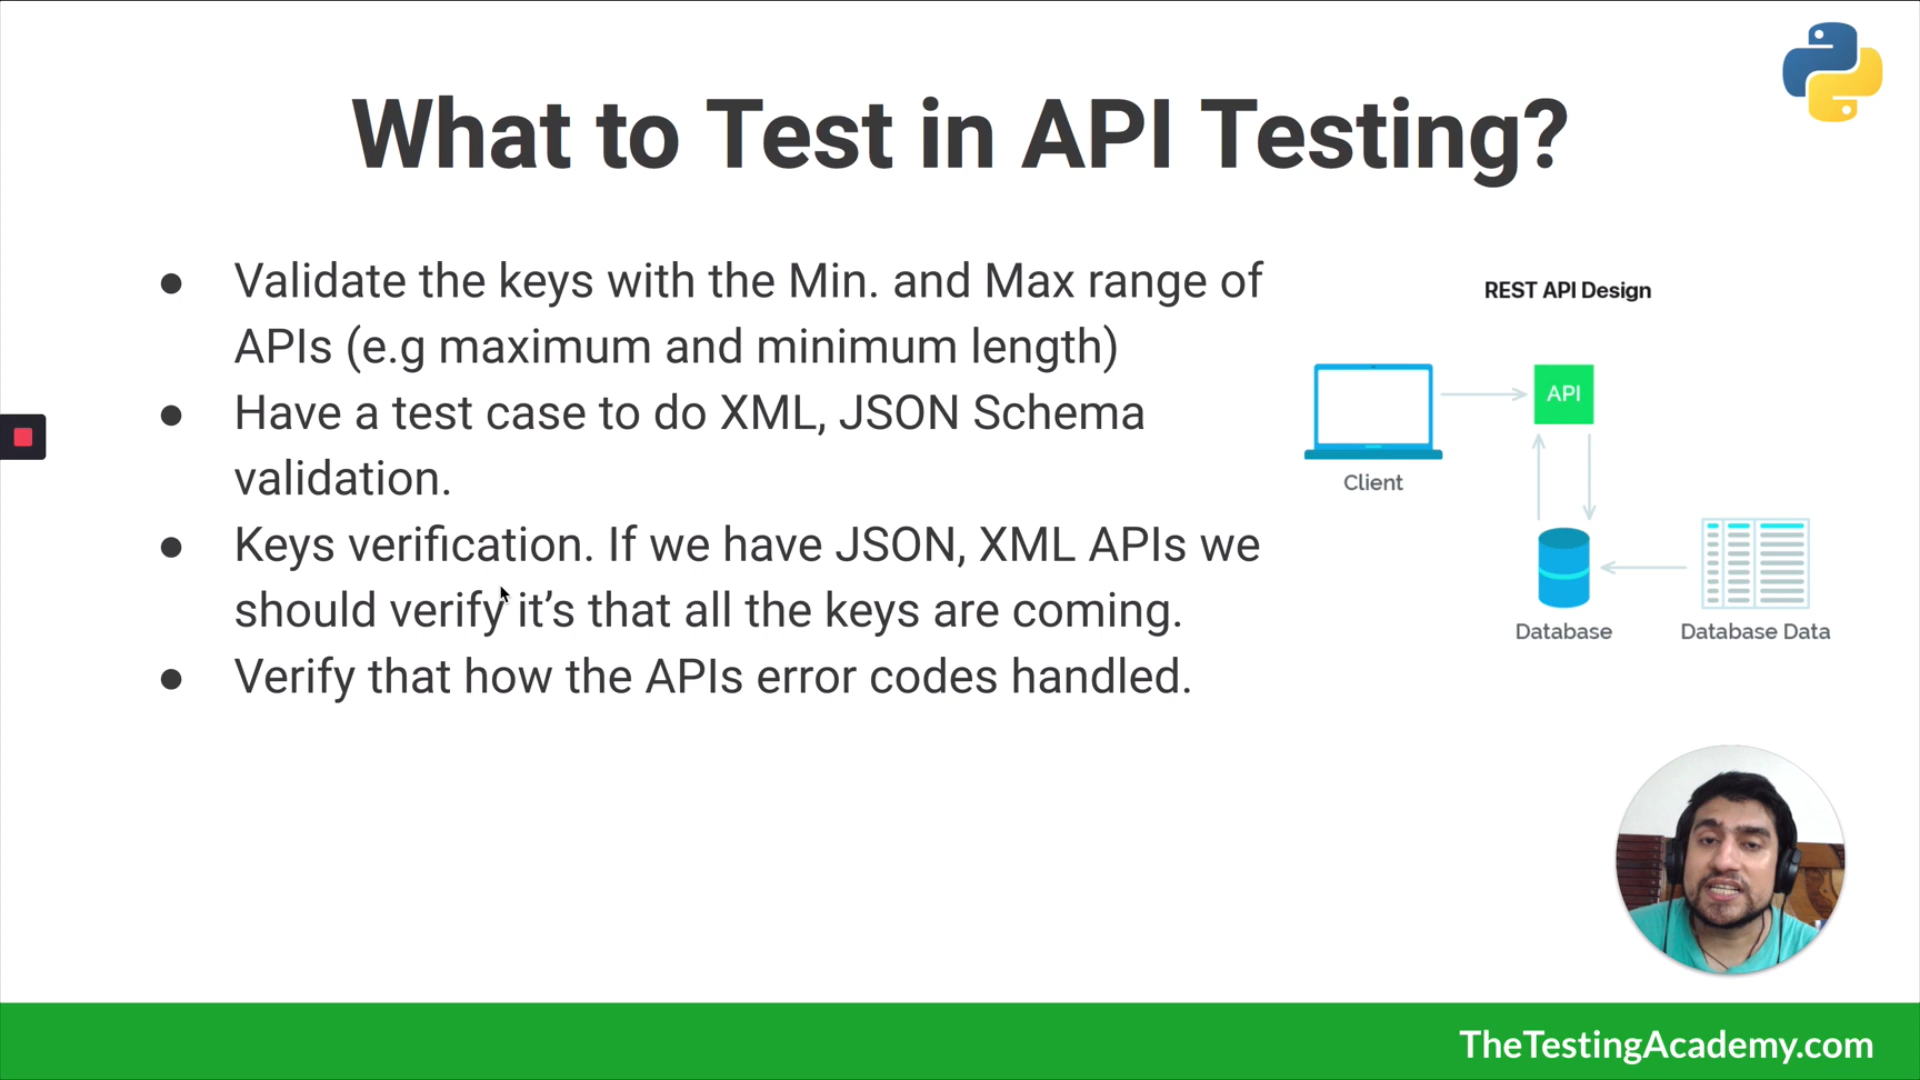 What to Test in API Testing?
● Validate the keys with the Min. and Max range of
APIs (e.g maximum and minimum length)
● Have a test case to do XML, JSON Schema
validation.
● Keys verification. If we have JSON, XML APIs we
should verify it’s that all the keys are coming.
● Verify that how the APIs error codes handled.
REST API Design
API
Client
Database
Database Data
TheTestingAcademy.com